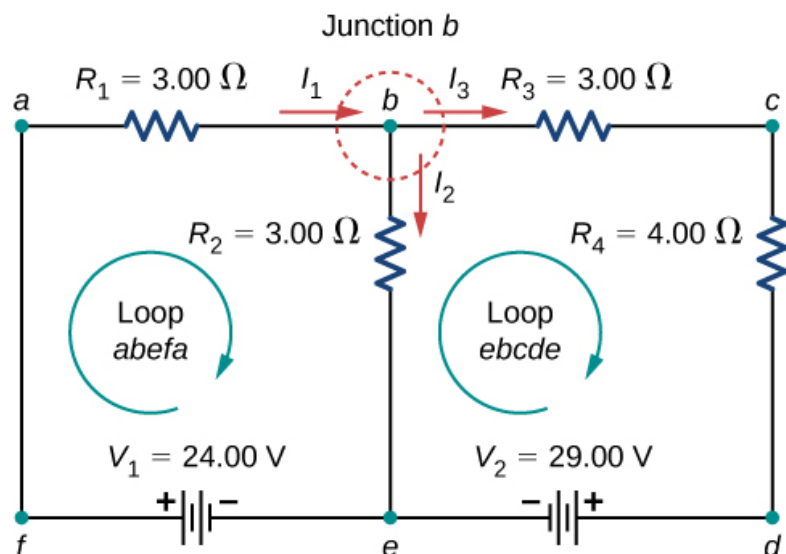 Junction b
R₁ = 3.00 Ω
I₁
I₃
R₃ = 3.00 Ω
a
b
c
I₂
R₂ = 3.00 Ω
R₄ = 4.00 Ω
Loop
abefa
Loop
ebcde
V₁ = 24.00 V
V₂ = 29.00 V
+
−
−
+
f
e
d